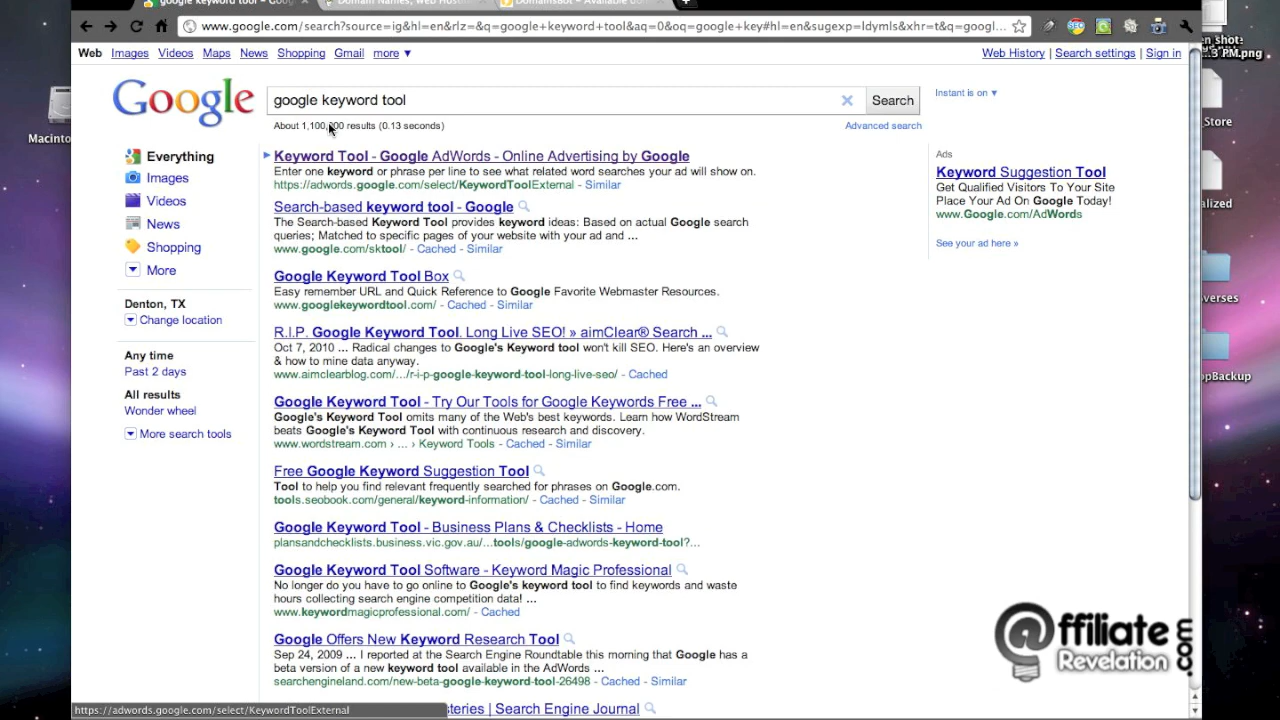 google keyword tool - Goog
Domain Names, Web Host
DomainsBot - Available do
www.google.com/search?source=ig&hl=en&rlz=&q=google+keyword+tool&aq=0&oq=google+key#hl=en&sugexp=ldymls&xhr=t&q=googl...
Web Images Videos Maps News Shopping Gmail more ▼
Web History | Search settings | Sign in
Google
google keyword tool
Search
Instant is on ▼
About 1,100,000 results (0.13 seconds)
Advanced search
Everything
Images
Videos
News
Shopping
More
Denton, TX
Change location
Any time
Past 2 days
All results
Wonder wheel
More search tools
Keyword Tool - Google AdWords - Online Advertising by Google
Enter one keyword or phrase per line to see what related word searches your ad will show on.
https://adwords.google.com/select/KeywordToolExternal - Similar
Search-based keyword tool - Google
The Search-based Keyword Tool provides keyword ideas: Based on actual Google search
queries; Matched to specific pages of your website with your ad and ...
www.google.com/sktool/ - Cached - Similar
Google Keyword Tool Box
Easy remember URL and Quick Reference to Google Favorite Webmaster Resources.
www.googlekeywordtool.com/ - Cached - Similar
R.I.P. Google Keyword Tool. Long Live SEO! » aimClear® Search ...
Oct 7, 2010 ... Radical changes to Google's Keyword tool won't kill SEO. Here's an overview
& how to mine data anyway.
www.aimclearblog.com/.../r-i-p-google-keyword-tool-long-live-seo/ - Cached
Google Keyword Tool - Try Our Tools for Google Keywords Free ...
Google's Keyword Tool omits many of the Web's best keywords. Learn how WordStream
beats Google's Keyword Tool with continuous research and discovery.
www.wordstream.com › ... › Keyword Tools - Cached - Similar
Free Google Keyword Suggestion Tool
Tool to help you find relevant frequently searched for phrases on Google.com.
tools.seobook.com/general/keyword-information/ - Cached - Similar
Google Keyword Tool - Business Plans & Checklists - Home
plansandchecklists.business.vic.gov.au/...tools/google-adwords-keyword-tool?...
Google Keyword Tool Software - Keyword Magic Professional
No longer do you have to go online to Google's keyword tool to find keywords and waste
hours collecting search engine competition data! ...
www.keywordmagicprofessional.com/ - Cached
Google Offers New Keyword Research Tool
Sep 24, 2009 ... I reported at the Search Engine Roundtable this morning that Google has a
beta version of a new keyword tool available in the AdWords ...
searchengineland.com/new-beta-google-keyword-tool-26498 - Cached - Similar
teries | Search Engine Journal
https://adwords.google.com/select/KeywordToolExternal
Ads
Keyword Suggestion Tool
Get Qualified Visitors To Your Site
Place Your Ad On Google Today!
www.Google.com/AdWords
See your ad here »
Macintos
een shot:
3 PM.png
_Store
alized
verses
opBackup
@ffiliate
Revelation
.com